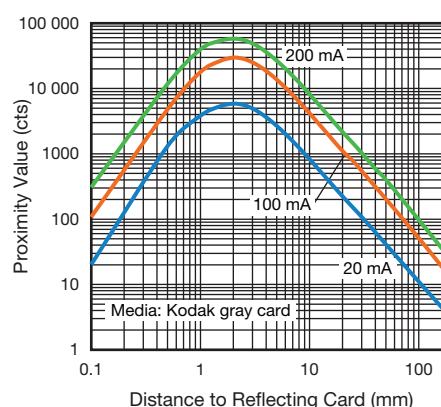 100 000
10 000
1000
100
10
1
Proximity Value (cts)
200 mA
100 mA
20 mA
Media: Kodak gray card
0.1 1 10 100
Distance to Reflecting Card (mm)